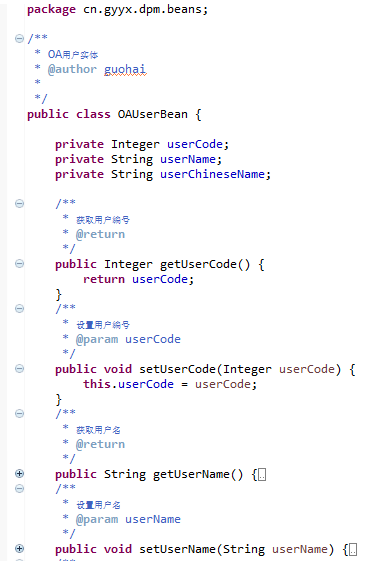 package cn.gyyx.dpm.beans;
/**
* OA用户实体
* @author guohai
*
*/
public class OAUserBean {
private Integer userCode;
private String userName;
private String userChineseName;
/**
* 获取用户编号
* @return
*/
public Integer getUserCode() {
return userCode;
}
/**
* 设置用户编号
* @param userCode
*/
public void setUserCode(Integer userCode) {
this.userCode = userCode;
}
/**
* 获取用户名
* @return
*/
public String getUserName() {
/**
* 设置用户名
* @param userName
*/
public void setUserName(String userName) {
/**